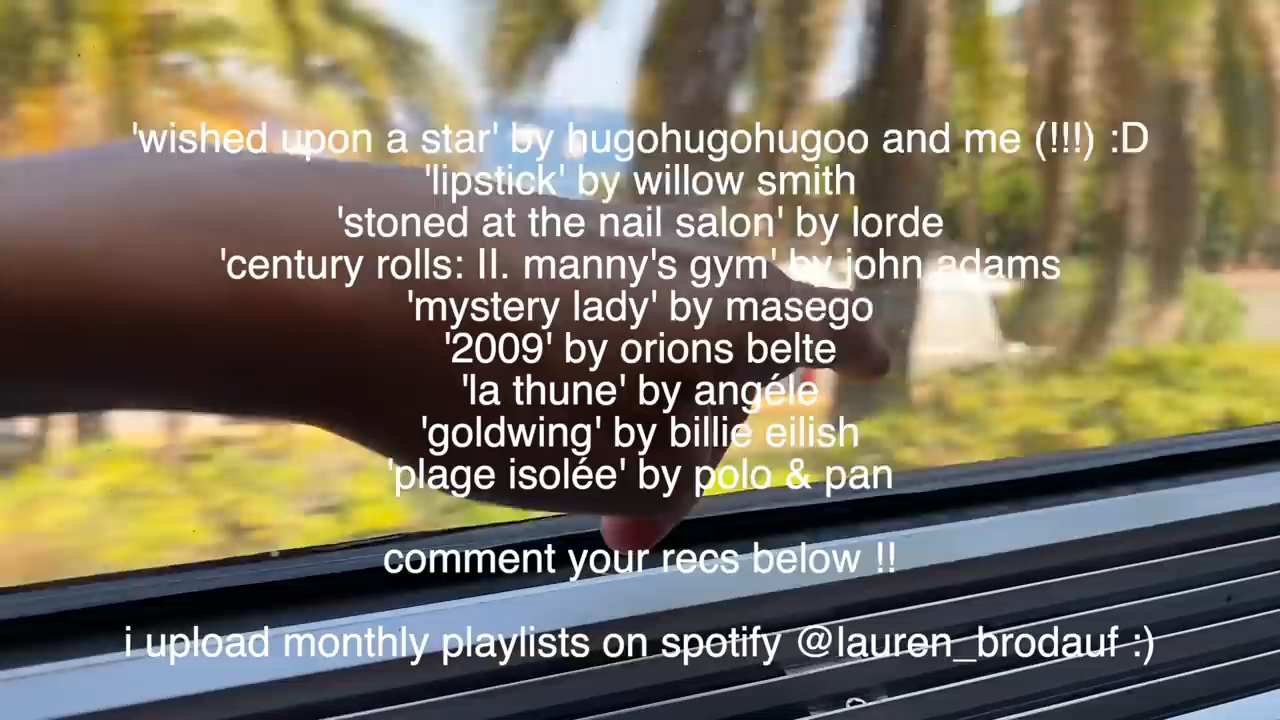 'wished upon a star' by hugohugohugoo and me (!!!) :D
'lipstick' by willow smith
'stoned at the nail salon' by lorde
'century rolls: II. manny's gym' by john adams
'mystery lady' by masego
'2009' by orions belte
'la thune' by angéle
'goldwing' by billie eilish
'plage isolée' by polo & pan
comment your recs below !!
i upload monthly playlists on spotify @lauren_brodauf :)